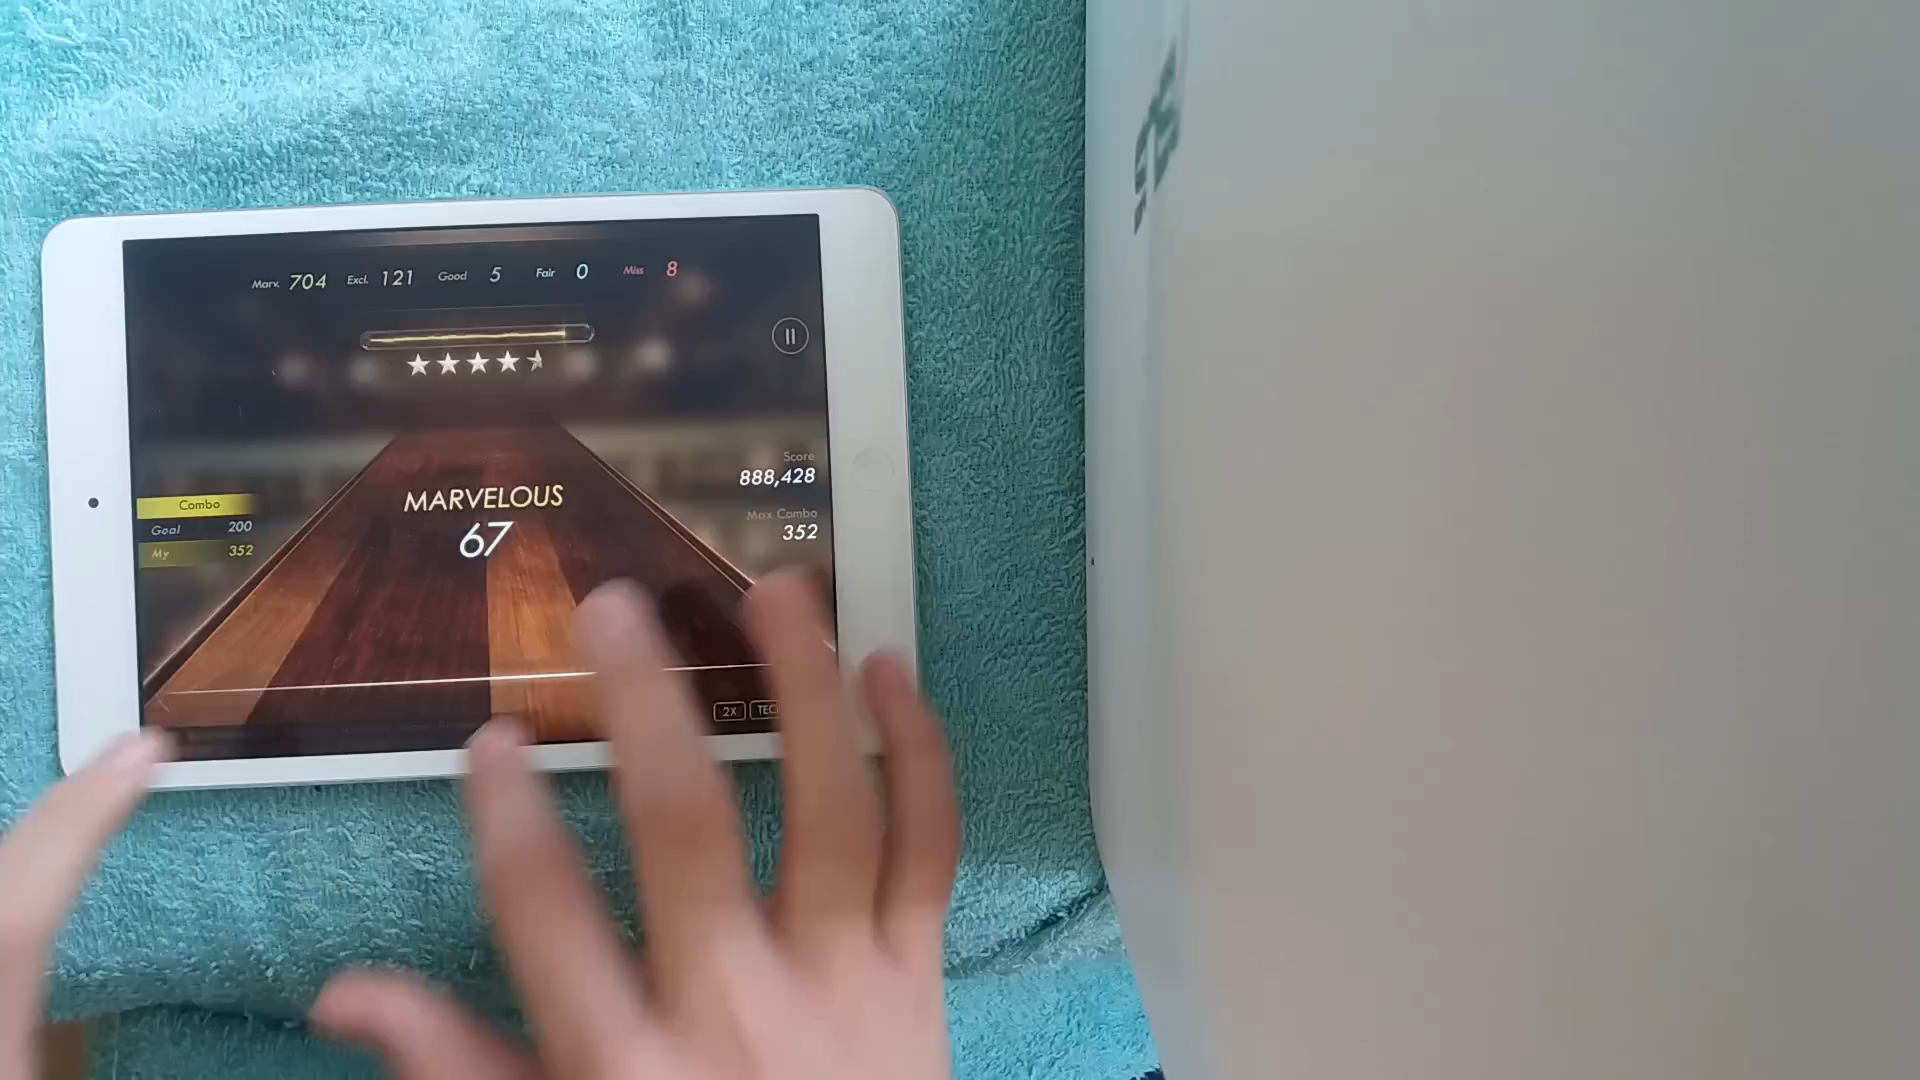 Marv. 704 Excl. 121 Good 5 Fair 0 Miss 8
Score
888,428
Max Combo
352
Combo
Goal 200
My 352
MARVELOUS
67
2X